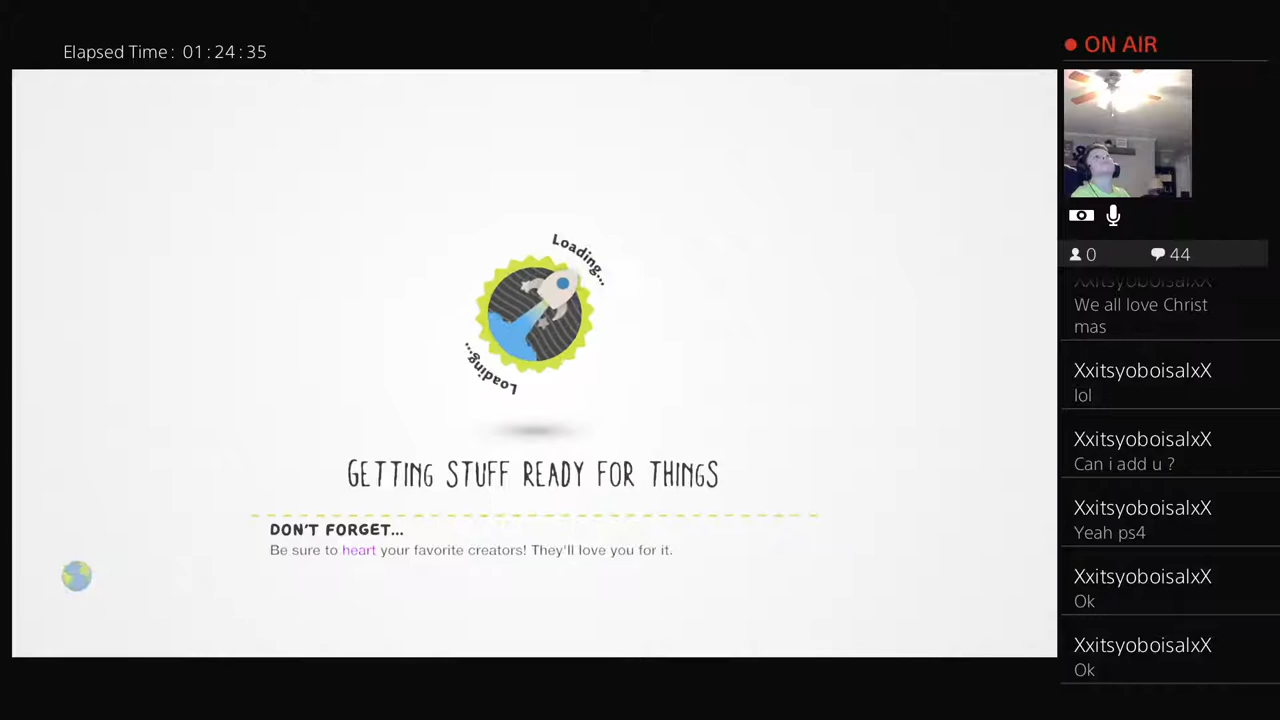 Elapsed Time: 01:24:35
ON AIR
Loading...
Loading...
GETTING STUFF READY FOR THINGS
DON'T FORGET...
Be sure to heart your favorite creators! They'll love you for it.
0 44
XxitsyoboisalxX
We all love Christ
mas
XxitsyoboisalxX
lol
XxitsyoboisalxX
Can i add u ?
XxitsyoboisalxX
Yeah ps4
XxitsyoboisalxX
Ok
XxitsyoboisalxX
Ok